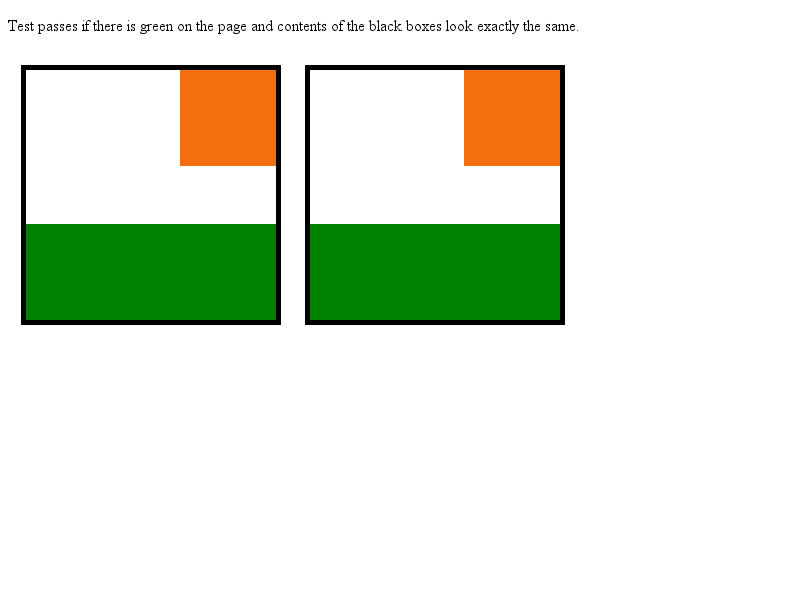 Test passes if there is green on the page and contents of the black boxes look exactly the same.